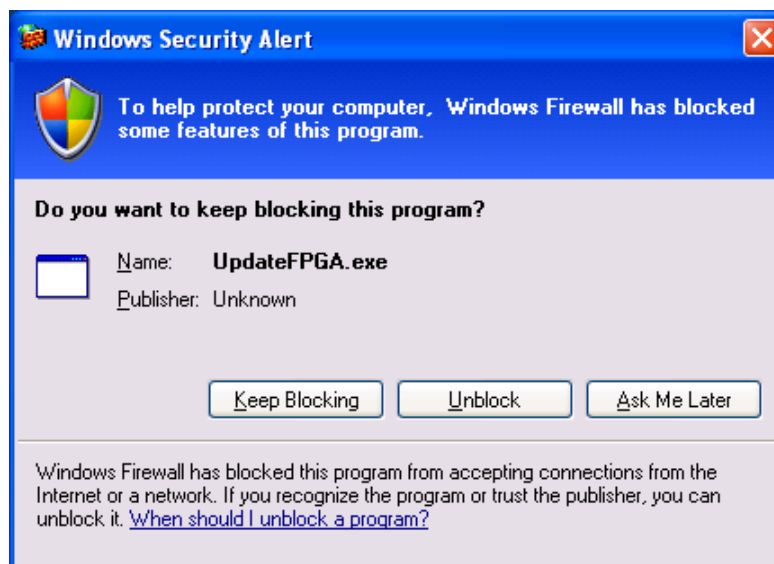 Windows Security Alert
To help protect your computer, Windows Firewall has blocked
some features of this program.
Do you want to keep blocking this program?
Name: UpdateFPGA.exe
Publisher: Unknown
Keep Blocking Unblock Ask Me Later
Windows Firewall has blocked this program from accepting connections from the
Internet or a network. If you recognize the program or trust the publisher, you can
unblock it. When should I unblock a program?